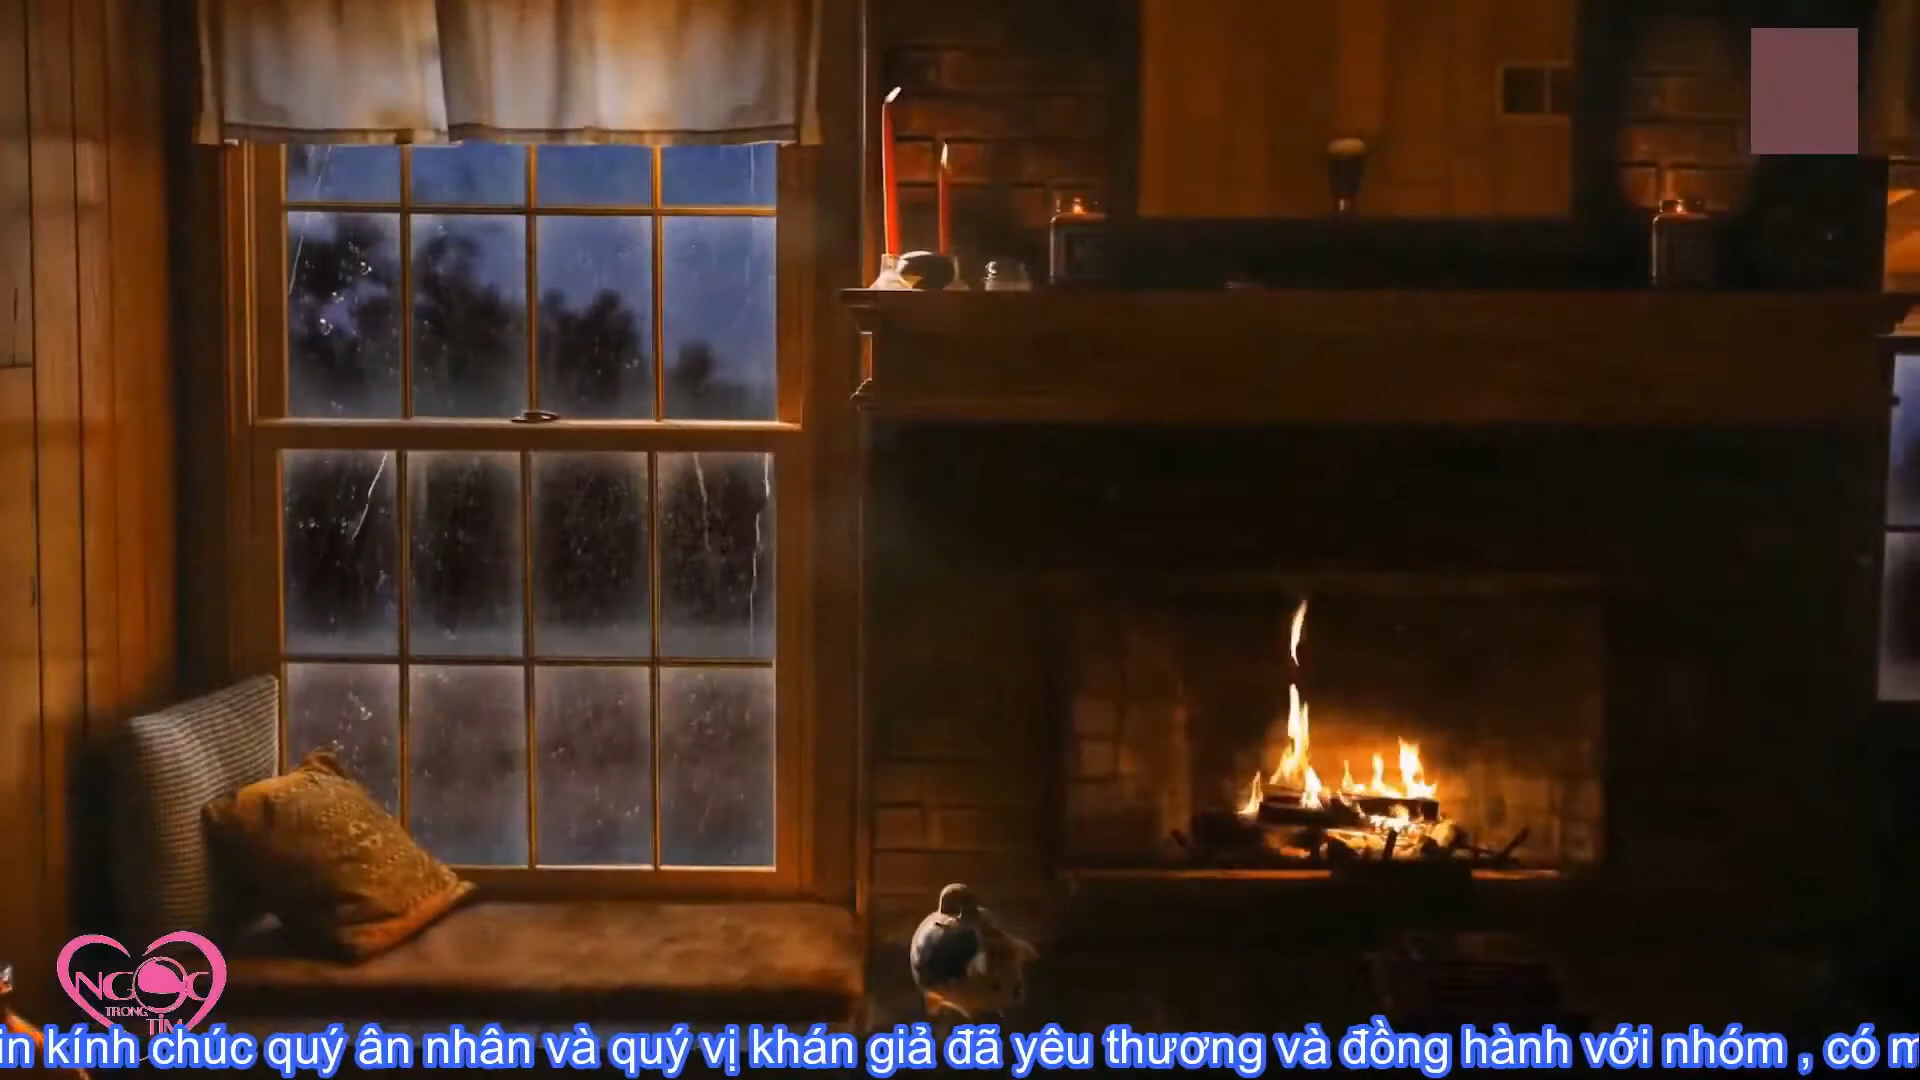 NGỌC
TRONG
TIM
in kính chúc quý ân nhân và quý vị khán giả đã yêu thương và đồng hành với nhóm , có m